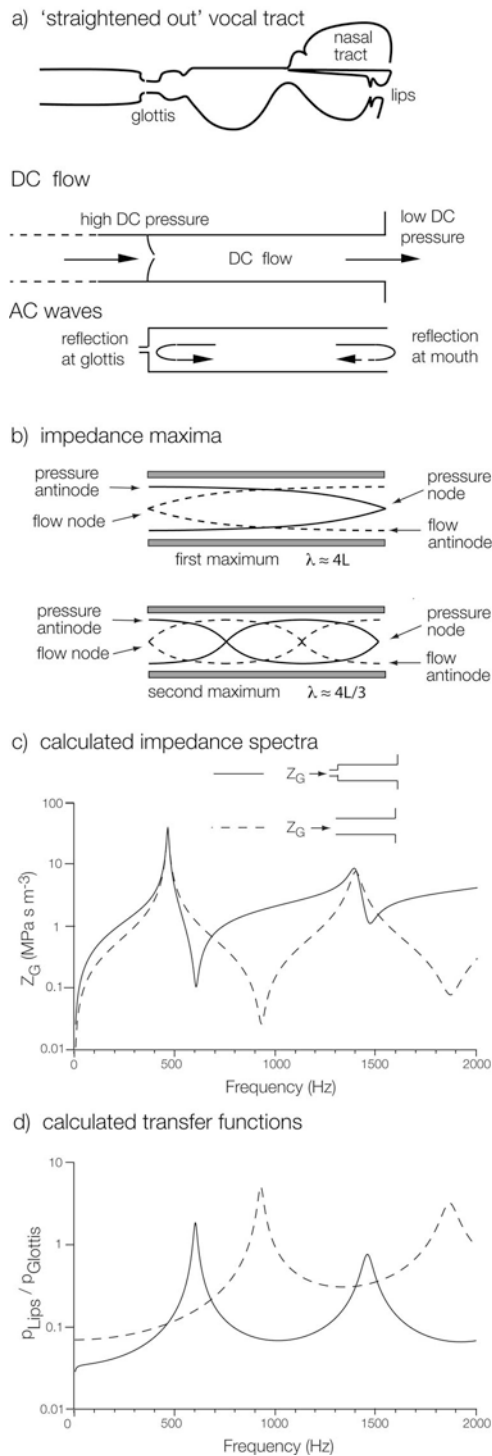 a) ‘straightened out’ vocal tract
nasal
tract
glottis
lips
DC flow
high DC pressure
low DC
pressure
DC flow
AC waves
reflection
at glottis
reflection
at mouth
b) impedance maxima
pressure
antinode
flow node
pressure
node
flow
antinode
first maximum λ ≈ 4L
pressure
antinode
flow node
pressure
node
flow
antinode
second maximum λ ≈ 4L/3
c) calculated impedance spectra
Z_G
Z_G
100
10
1
0.1
0.01
Z_G (MPa s m⁻³)
0 500 1000 1500 2000
Frequency (Hz)
d) calculated transfer functions
10
1
0.1
0.01
p_Lips / p_Glottis
0 500 1000 1500 2000
Frequency (Hz)